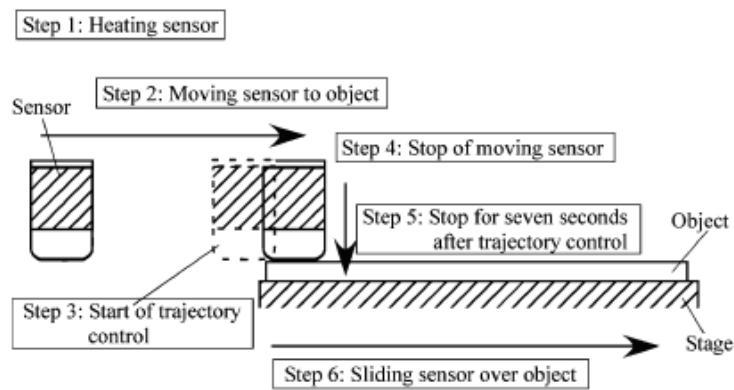 Step 1: Heating sensor
Step 2: Moving sensor to object
Sensor
Step 4: Stop of moving sensor
Step 5: Stop for seven seconds
after trajectory control
Object
Step 3: Start of trajectory
control
Stage
Step 6: Sliding sensor over object